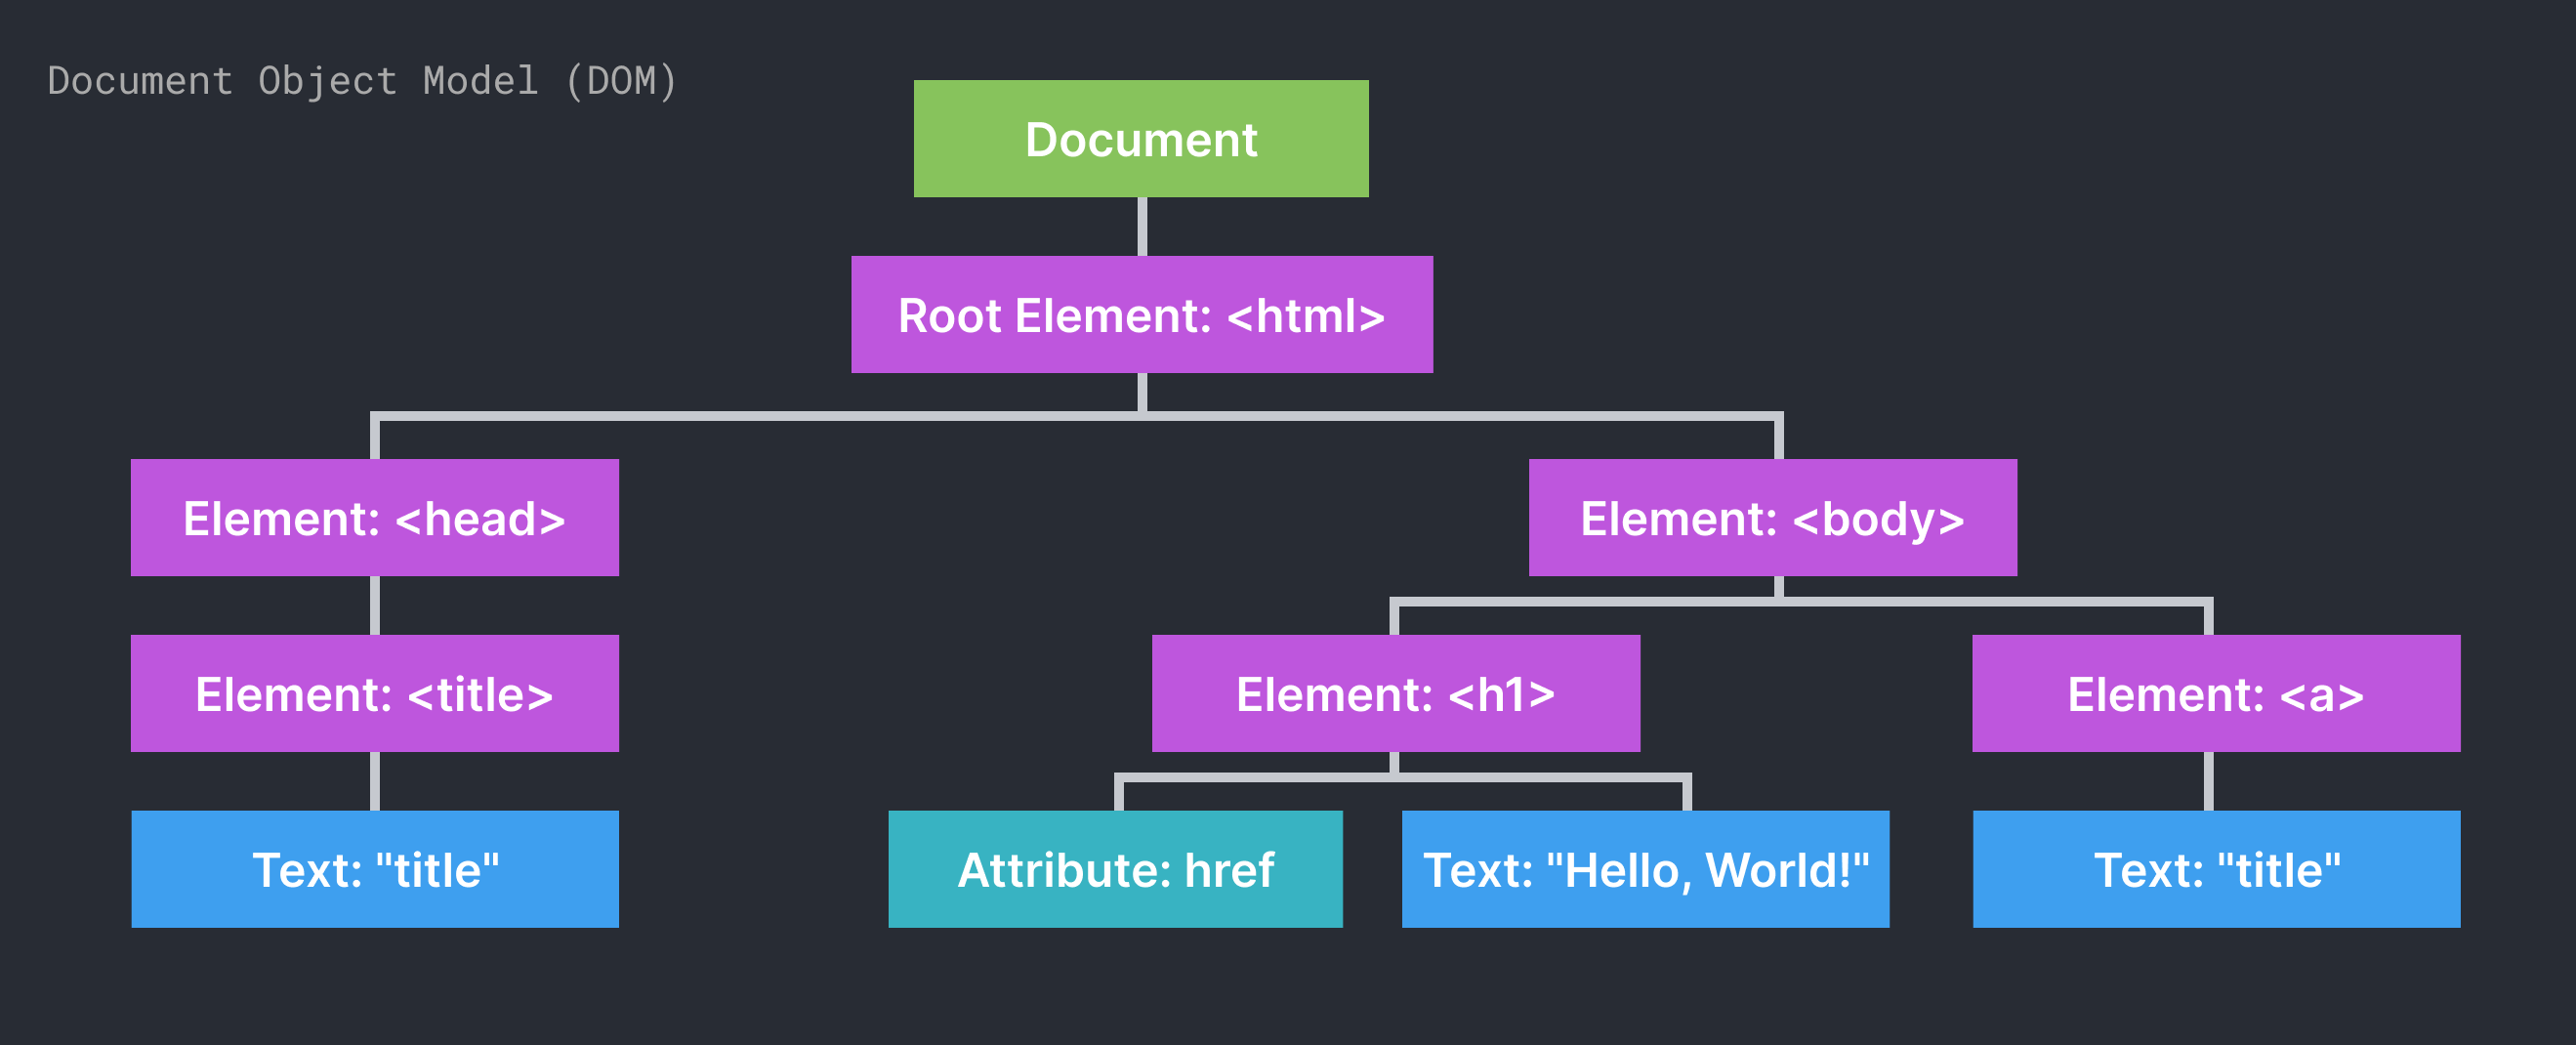 Document Object Model (DOM)
Document
Root Element: <html>
Element: <head>
Element: <body>
Element: <title>
Element: <h1>
Element: <a>
Text: "title"
Attribute: href
Text: "Hello, World!"
Text: "title"